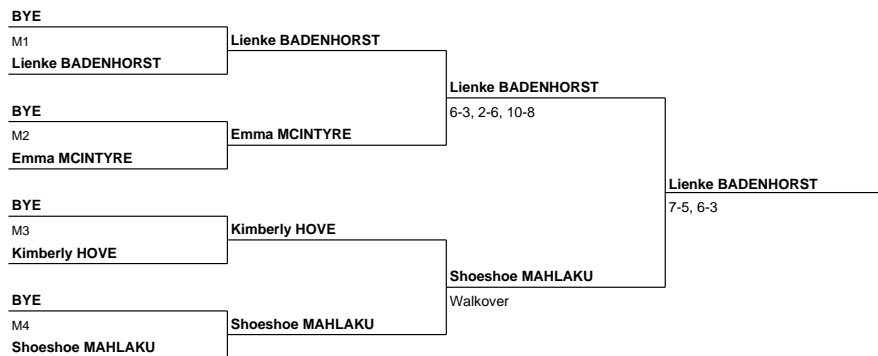 BYE
M1
Lienke BADENHORST
Lienke BADENHORST
BYE
M2
Emma MCINTYRE
Emma MCINTYRE
Lienke BADENHORST
6-3, 2-6, 10-8
BYE
M3
Kimberly HOVE
Kimberly HOVE
BYE
M4
Shoeshoe MAHLAKU
Shoeshoe MAHLAKU
Shoeshoe MAHLAKU
Walkover
Lienke BADENHORST
7-5, 6-3